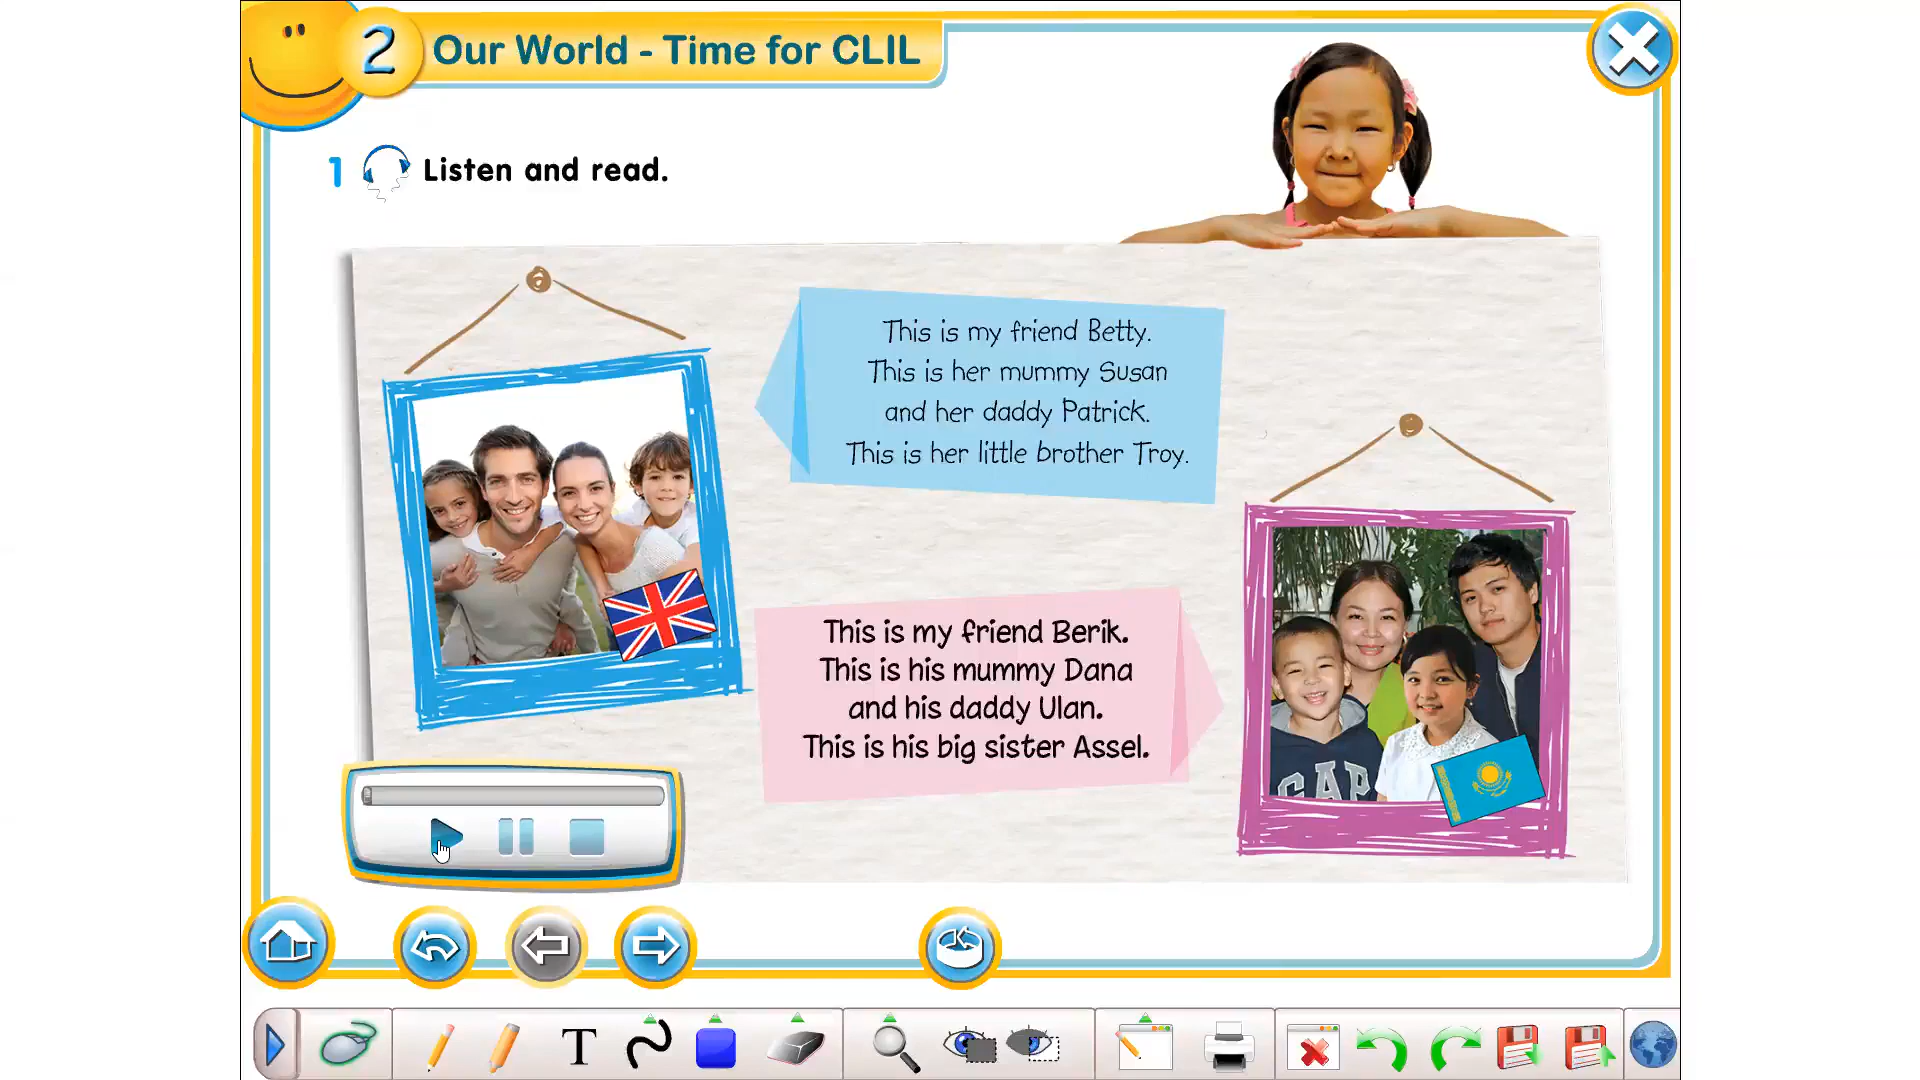 2 Our World - Time for CLIL
1 Listen and read.
This is my friend Betty.
This is her mummy Susan
and her daddy Patrick.
This is her little brother Troy.
This is my friend Berik.
This is his mummy Dana
and his daddy Ulan.
This is his big sister Assel.
GAP
T